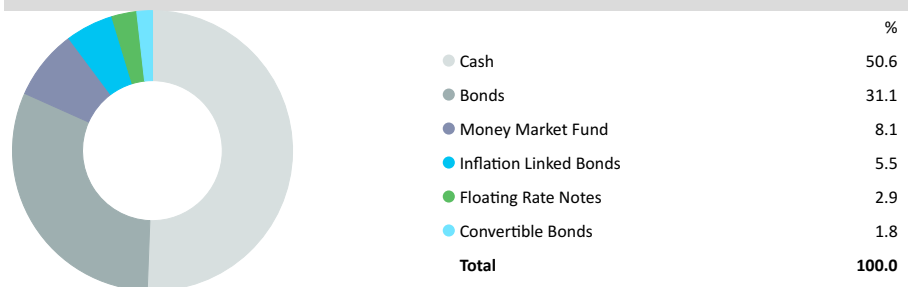 %
Cash 50.6
Bonds 31.1
Money Market Fund 8.1
Inflation Linked Bonds 5.5
Floating Rate Notes 2.9
Convertible Bonds 1.8
Total 100.0